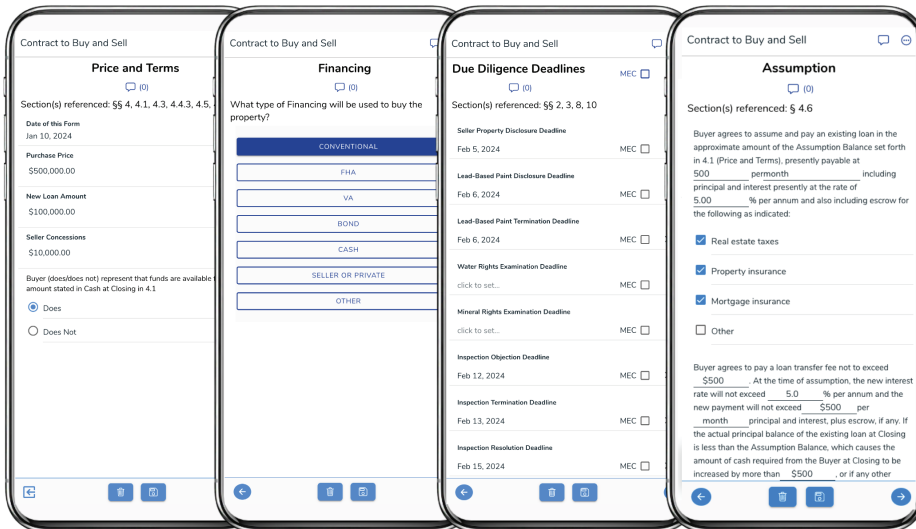 Contract to Buy and Sell
Price and Terms
(0)
Section(s) referenced: §§ 4, 4.1, 4.3, 4.4.3, 4.5,
Date of this Form
Jan 10, 2024
Purchase Price
$500,000.00
New Loan Amount
$100,000.00
Seller Concessions
$10,000.00
Buyer (does/does not) represent that funds are available
amount stated in Cash at Closing in 4.1
Does
Does Not
Contract to Buy and Sell
Financing
(0)
What type of Financing will be used to buy the
property?
CONVENTIONAL
FHA
VA
BOND
CASH
SELLER OR PRIVATE
OTHER
Contract to Buy and Sell
Due Diligence Deadlines
MEC
(0)
Section(s) referenced: §§ 2, 3, 8, 10
Seller Property Disclosure Deadline
Feb 5, 2024 MEC
Lead-Based Paint Disclosure Deadline
Feb 6, 2024 MEC
Lead-Based Paint Termination Deadline
Feb 6, 2024 MEC
Water Rights Examination Deadline
click to set... MEC
Mineral Rights Examination Deadline
click to set... MEC
Inspection Objection Deadline
Feb 12, 2024 MEC
Inspection Termination Deadline
Feb 13, 2024 MEC
Inspection Resolution Deadline
Feb 15, 2024 MEC
Contract to Buy and Sell
Assumption
(0)
Section(s) referenced: § 4.6
Buyer agrees to assume and pay an existing loan in the
approximate amount of the Assumption Balance set forth
in 4.1 (Price and Terms), presently payable at
500 per month including
principal and interest presently at the rate of
5.00 % per annum and also including escrow for
the following as indicated:
Real estate taxes
Property insurance
Mortgage insurance
Other
Buyer agrees to pay a loan transfer fee not to exceed
$500 . At the time of assumption, the new interest
rate will not exceed 5.0 % per annum and the
new payment will not exceed $500 per
month principal and interest, plus escrow, if any. If
the actual principal balance of the existing loan at Closing
is less than the Assumption Balance, which causes the
amount of cash required from the Buyer at Closing to be
increased by more than $500 , or if any other